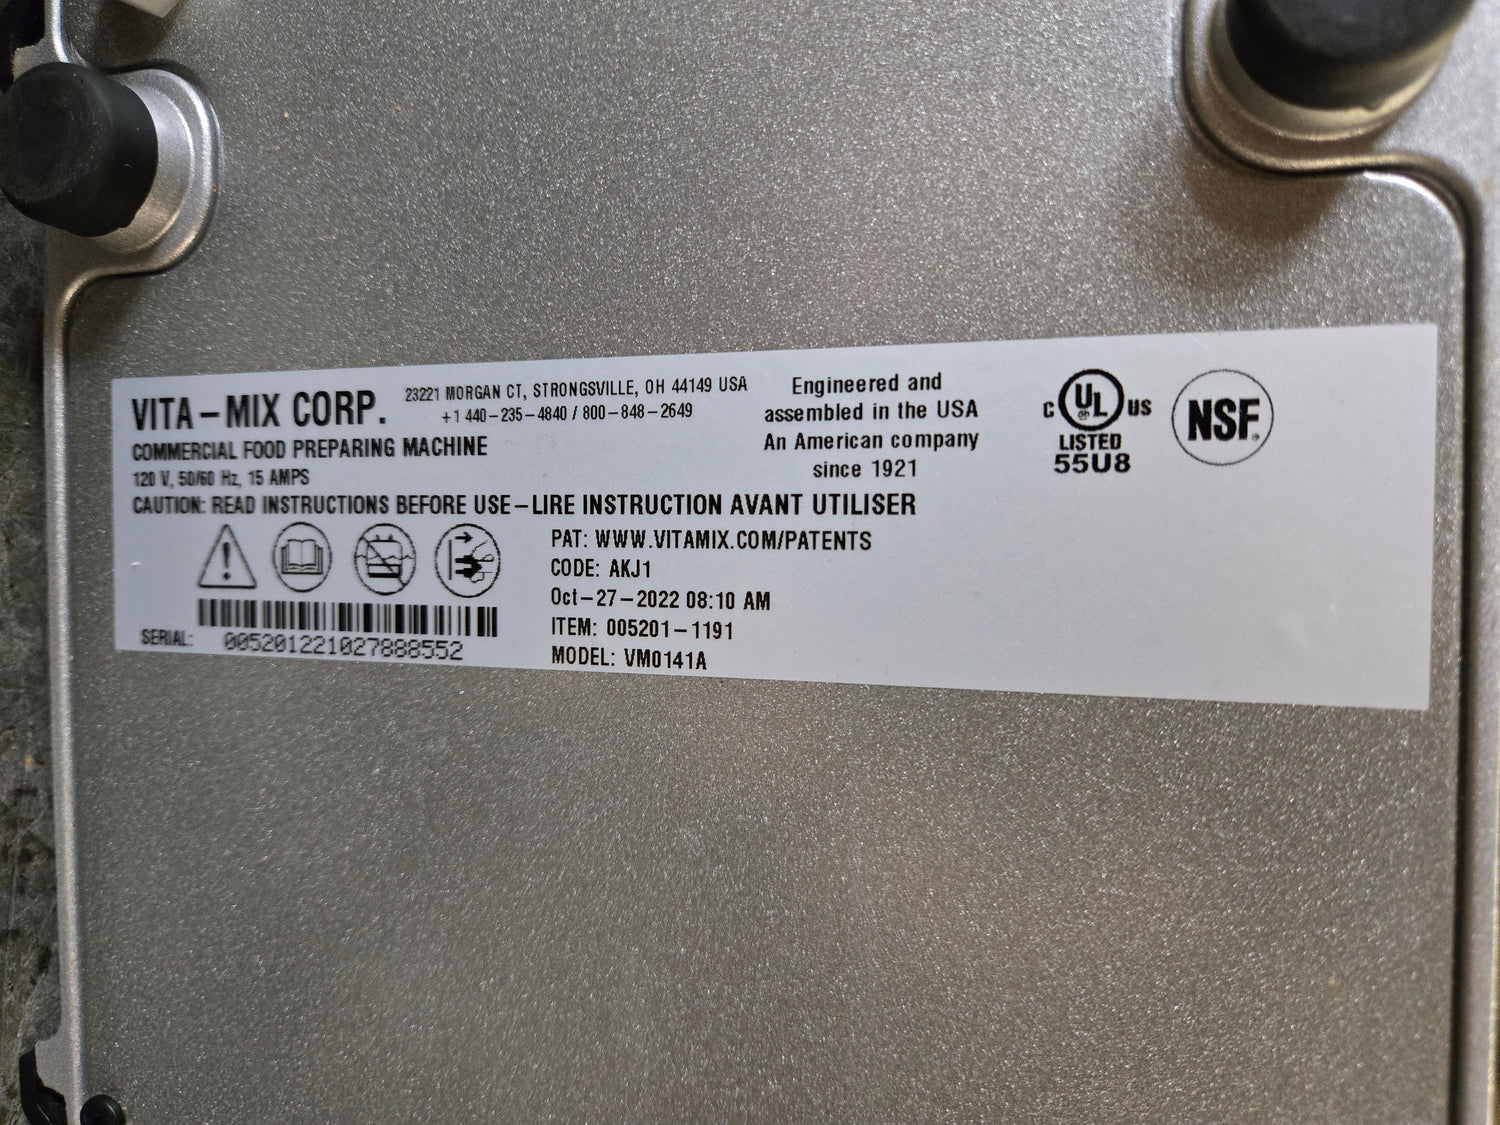 VITA-MIX CORP.
23221 MORGAN CT, STRONGSVILLE, OH 44149 USA
+1 440-235-4840 / 800-848-2649
COMMERCIAL FOOD PREPARING MACHINE
120 V, 50/60 Hz, 15 AMPS
CAUTION: READ INSTRUCTIONS BEFORE USE-LIRE INSTRUCTION AVANT UTILISER
Engineered and
assembled in the USA
An American company
since 1921
C UL US
LISTED
55U8
NSF
SERIAL: 005201221027888552
PAT: WWW.VITAMIX.COM/PATENTS
CODE: AKJ1
Oct-27-2022 08:10 AM
ITEM: 005201-1191
MODEL: VM0141A